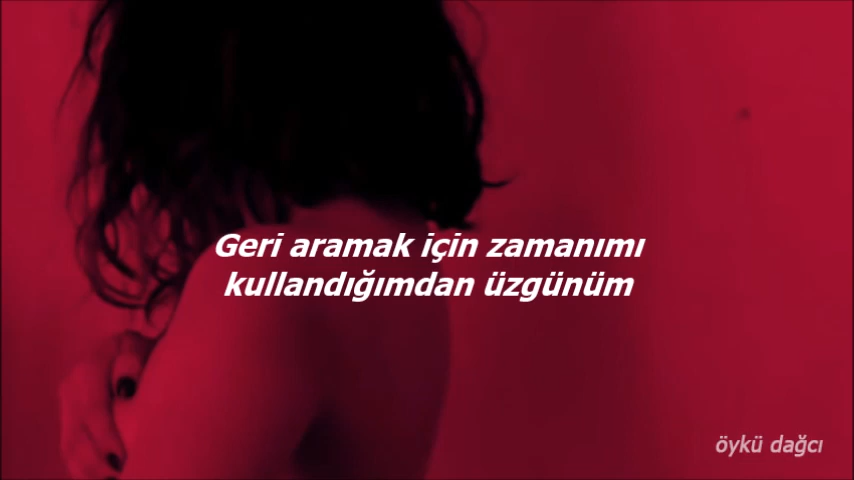 Geri aramak için zamanımı
kullandığımdan üzgünüm
öykü dağcı